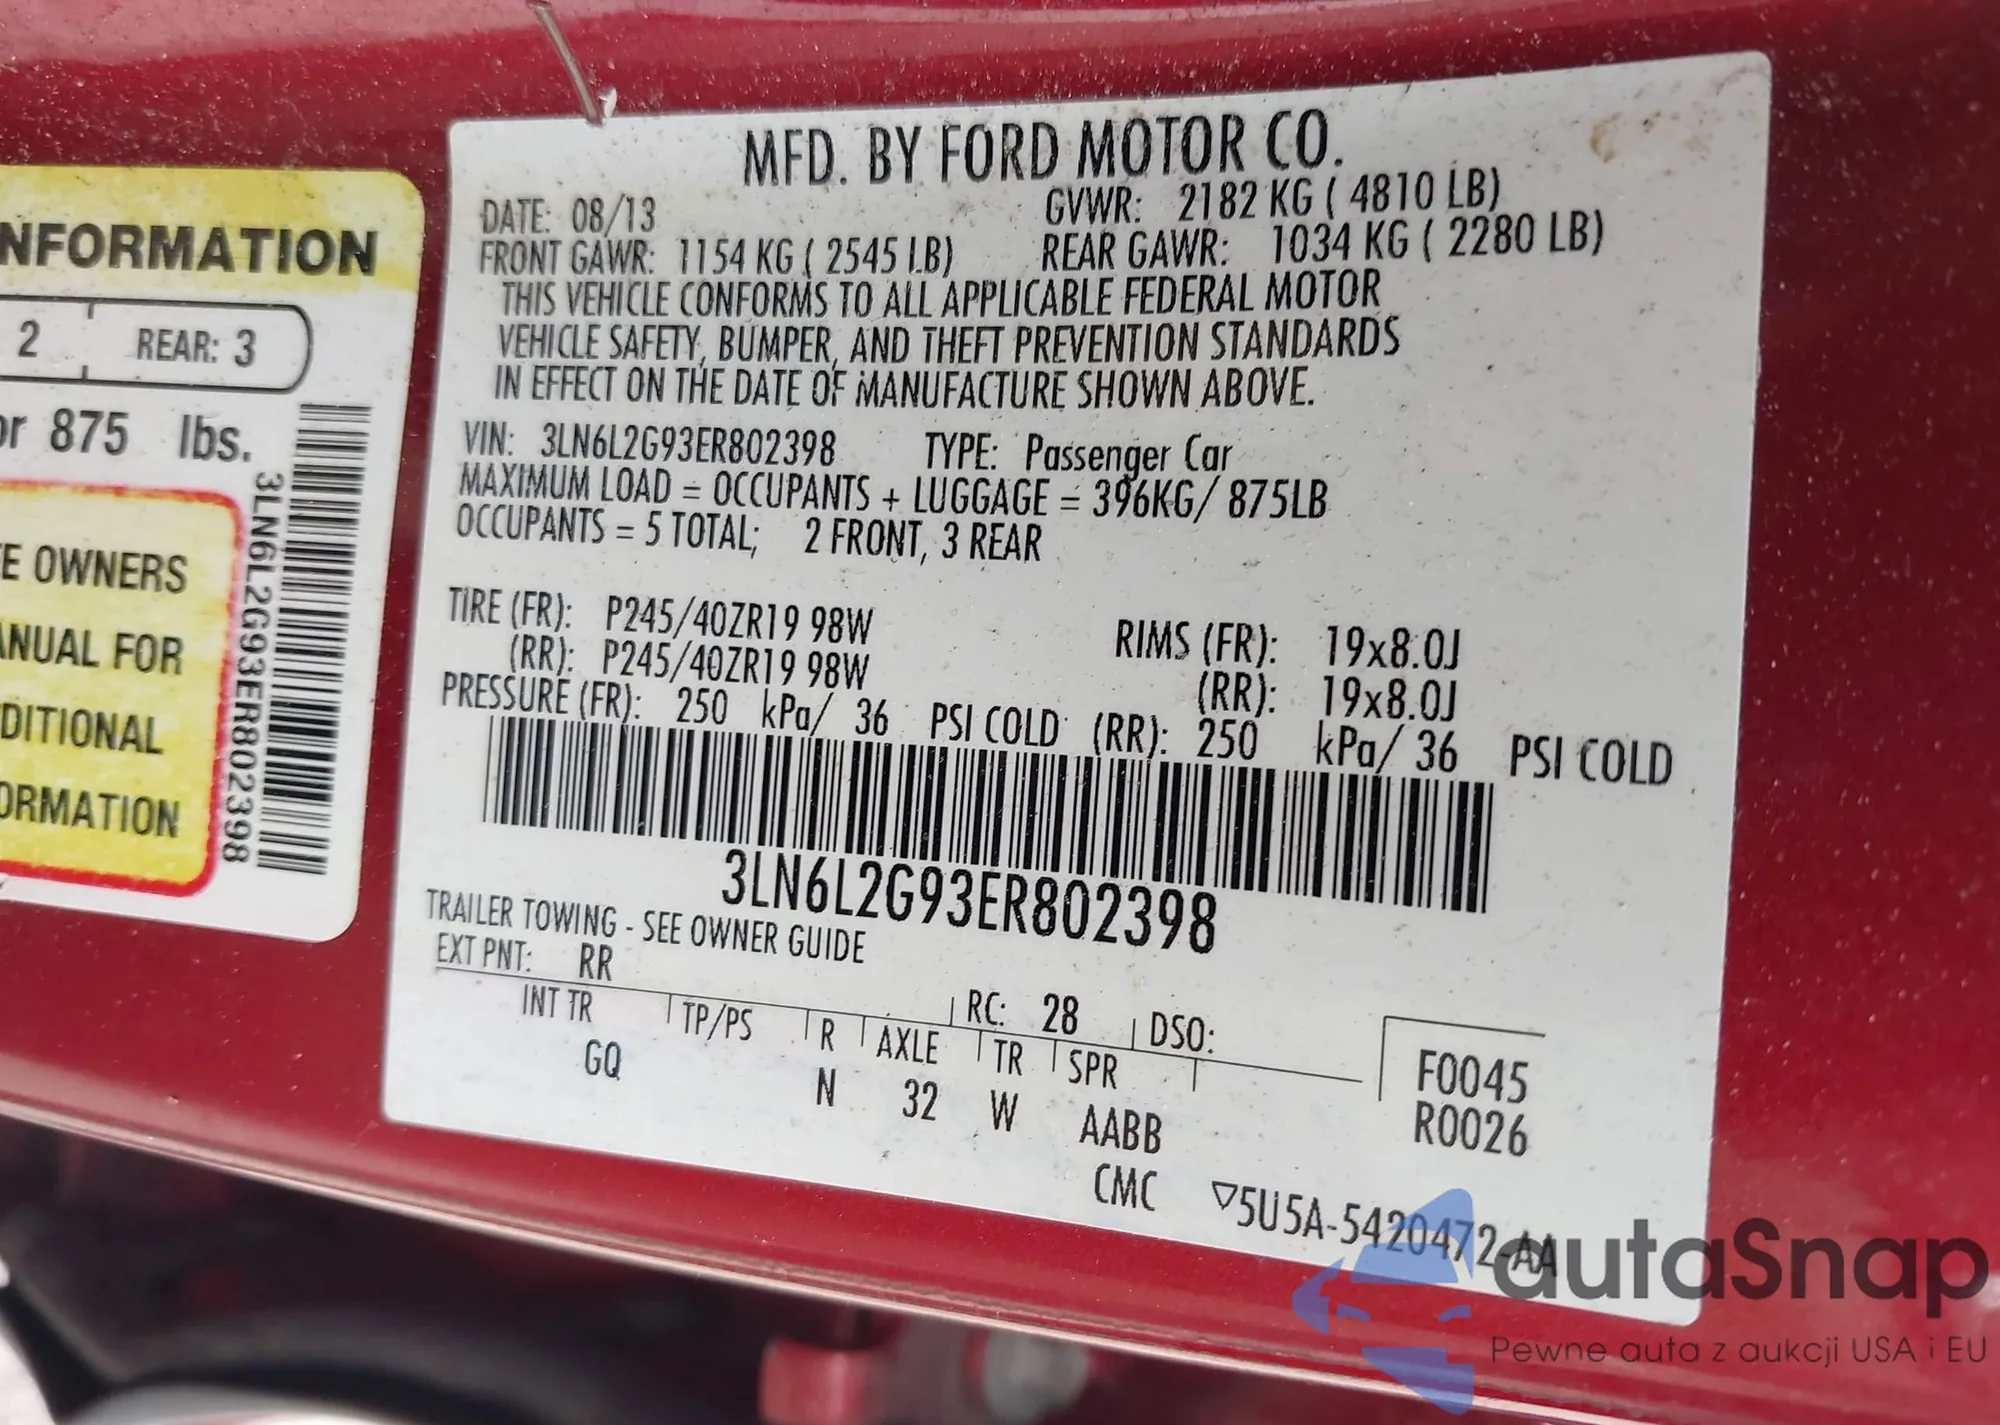 NFORMATION
2 REAR: 3
or 875 lbs.
E OWNERS
ANUAL FOR
DITIONAL
ORMATION
3LN6L2G93ER802398
MFD. BY FORD MOTOR CO.
DATE: 08/13 GVWR: 2182 KG ( 4810 LB)
FRONT GAWR: 1154 KG ( 2545 LB) REAR GAWR: 1034 KG ( 2280 LB)
THIS VEHICLE CONFORMS TO ALL APPLICABLE FEDERAL MOTOR
VEHICLE SAFETY, BUMPER, AND THEFT PREVENTION STANDARDS
IN EFFECT ON THE DATE OF MANUFACTURE SHOWN ABOVE.
VIN: 3LN6L2G93ER802398 TYPE: Passenger Car
MAXIMUM LOAD = OCCUPANTS + LUGGAGE = 396KG/ 875LB
OCCUPANTS = 5 TOTAL; 2 FRONT, 3 REAR
TIRE (FR): P245/40ZR19 98W RIMS (FR): 19x8.0J
(RR): P245/40ZR19 98W (RR): 19x8.0J
PRESSURE (FR): 250 kPa/ 36 PSI COLD (RR): 250 kPa/ 36 PSI COLD
3LN6L2G93ER802398
TRAILER TOWING - SEE OWNER GUIDE
EXT PNT: RR RC: 28 DSO:
INT TR TP/PS R AXLE TR SPR F0045
GQ N 32 W AABB R0026
CMC ▽5U5A-5420472-AA
autaSnap
Pewne auta z aukcji USA i EU